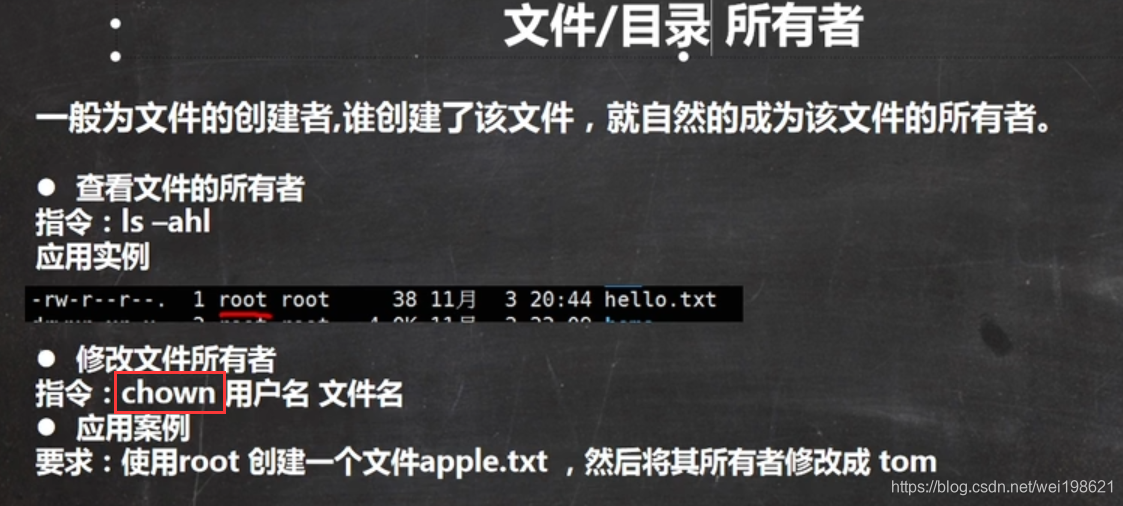 文件/目录 所有者
一般为文件的创建者,谁创建了该文件，就自然的成为该文件的所有者。
● 查看文件的所有者
指令：ls –ahl
应用实例
-rw-r--r--. 1 root root 38 11月 3 20:44 hello.txt
● 修改文件所有者
指令：chown 用户名 文件名
● 应用案例
要求：使用root 创建一个文件apple.txt ，然后将其所有者修改成 tom
https://blog.csdn.net/wei198621